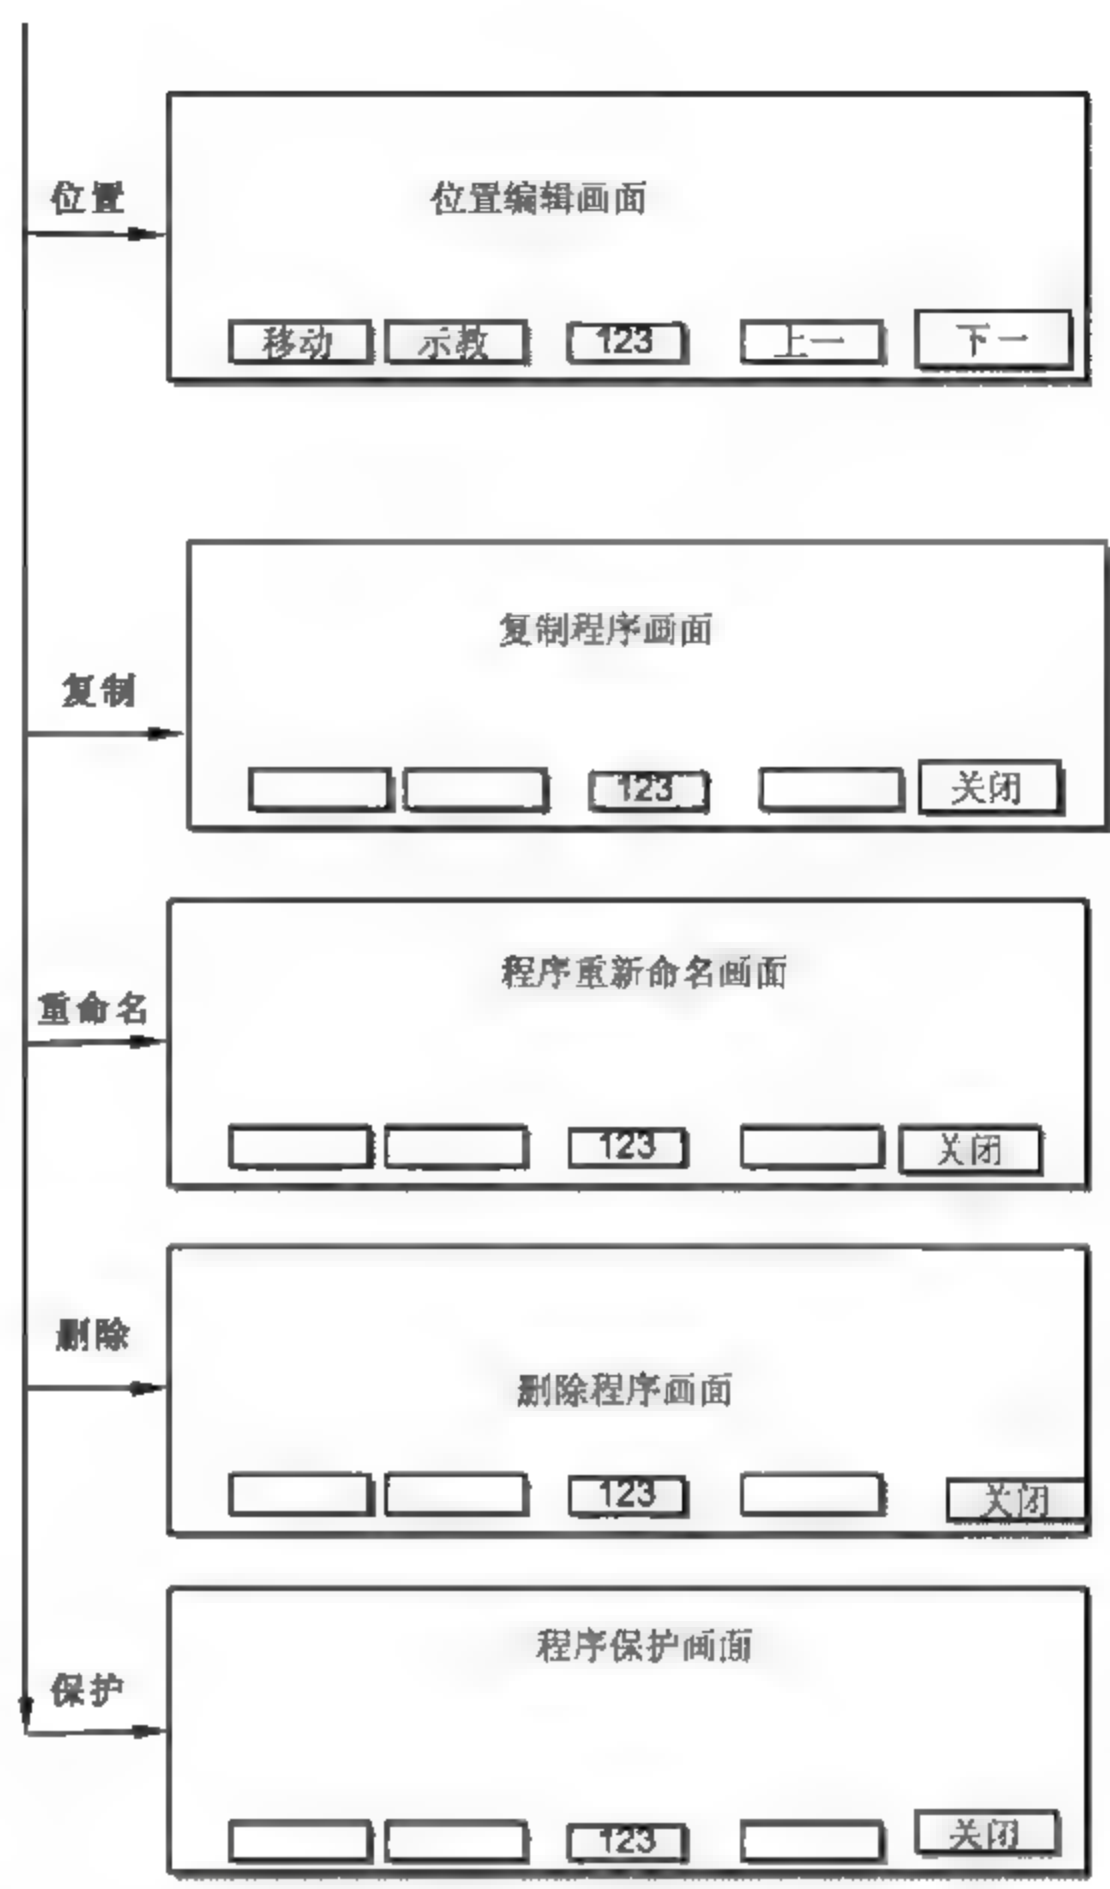 位置
位置编辑画面
移动 示教 123 上一 下一
复制程序画面
复制
123 关闭
程序重新命名画面
重命名
123 关闭
删除
删除程序画面
123 关闭
程序保护画面
保护
123 关闭